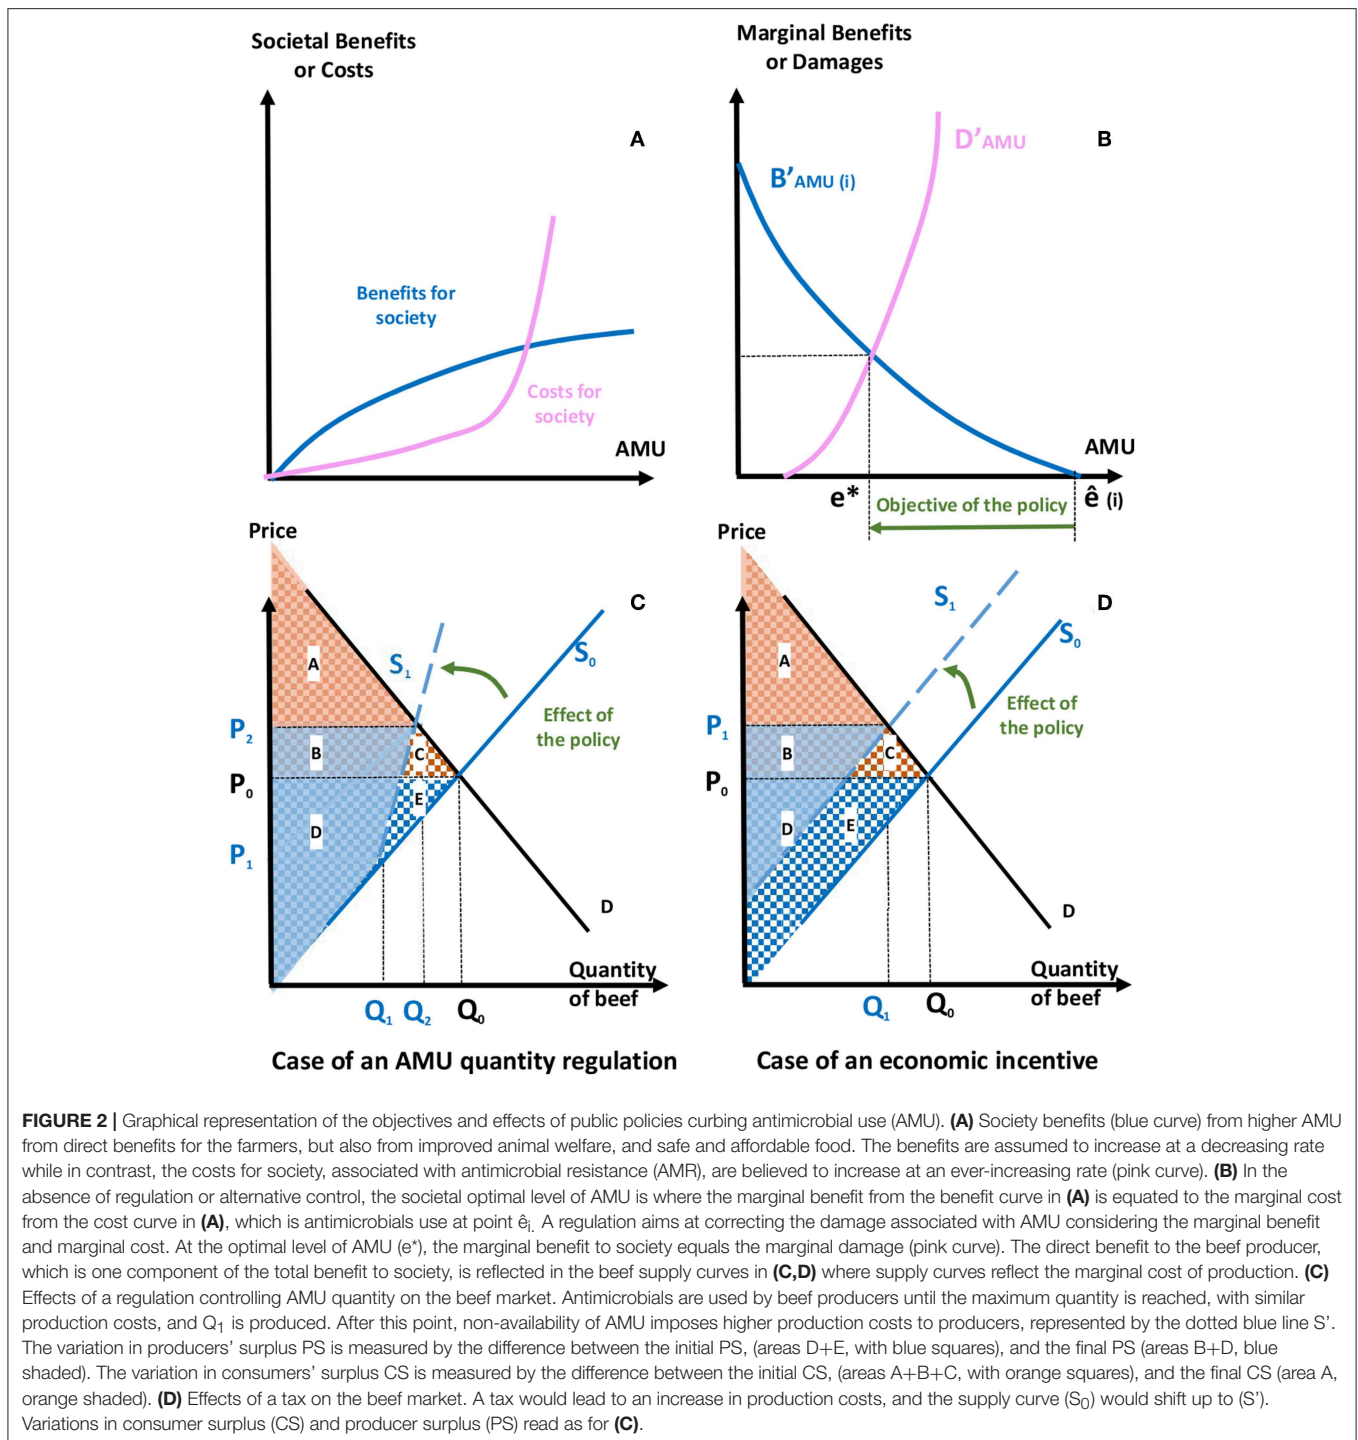 Societal Benefits
or Costs
A
Benefits for
society
Costs for
society
AMU
Marginal Benefits
or Damages
D'AMU
B
B'AMU (i)
AMU
e*
ê (i)
Objective of the policy
Price
C
S₁
S₀
A
Effect of
the policy
P₂
B
C
P₀
E
D
P₁
D
Quantity
of beef
Q₁ Q₂ Q₀
Case of an AMU quantity regulation
S₁
D
S₀
A
Effect of
the policy
P₁
B
C
P₀
D
E
D
Quantity
of beef
Q₁ Q₀
Case of an economic incentive
FIGURE 2 | Graphical representation of the objectives and effects of public policies curbing antimicrobial use (AMU). (A) Society benefits (blue curve) from higher AMU
from direct benefits for the farmers, but also from improved animal welfare, and safe and affordable food. The benefits are assumed to increase at a decreasing rate
while in contrast, the costs for society, associated with antimicrobial resistance (AMR), are believed to increase at an ever-increasing rate (pink curve). (B) In the
absence of regulation or alternative control, the societal optimal level of AMU is where the marginal benefit from the benefit curve in (A) is equated to the marginal cost
from the cost curve in (A), which is antimicrobials use at point êi. A regulation aims at correcting the damage associated with AMU considering the marginal benefit
and marginal cost. At the optimal level of AMU (e*), the marginal benefit to society equals the marginal damage (pink curve). The direct benefit to the beef producer,
which is one component of the total benefit to society, is reflected in the beef supply curves in (C,D) where supply curves reflect the marginal cost of production. (C)
Effects of a regulation controlling AMU quantity on the beef market. Antimicrobials are used by beef producers until the maximum quantity is reached, with similar
production costs, and Q₁ is produced. After this point, non-availability of AMU imposes higher production costs to producers, represented by the dotted blue line S'.
The variation in producers' surplus PS is measured by the difference between the initial PS, (areas D+E, with blue squares), and the final PS (areas B+D, blue
shaded). The variation in consumers' surplus CS is measured by the difference between the initial CS, (areas A+B+C, with orange squares), and the final CS (area A,
orange shaded). (D) Effects of a tax on the beef market. A tax would lead to an increase in production costs, and the supply curve (S₀) would shift up to (S').
Variations in consumer surplus (CS) and producer surplus (PS) read as for (C).